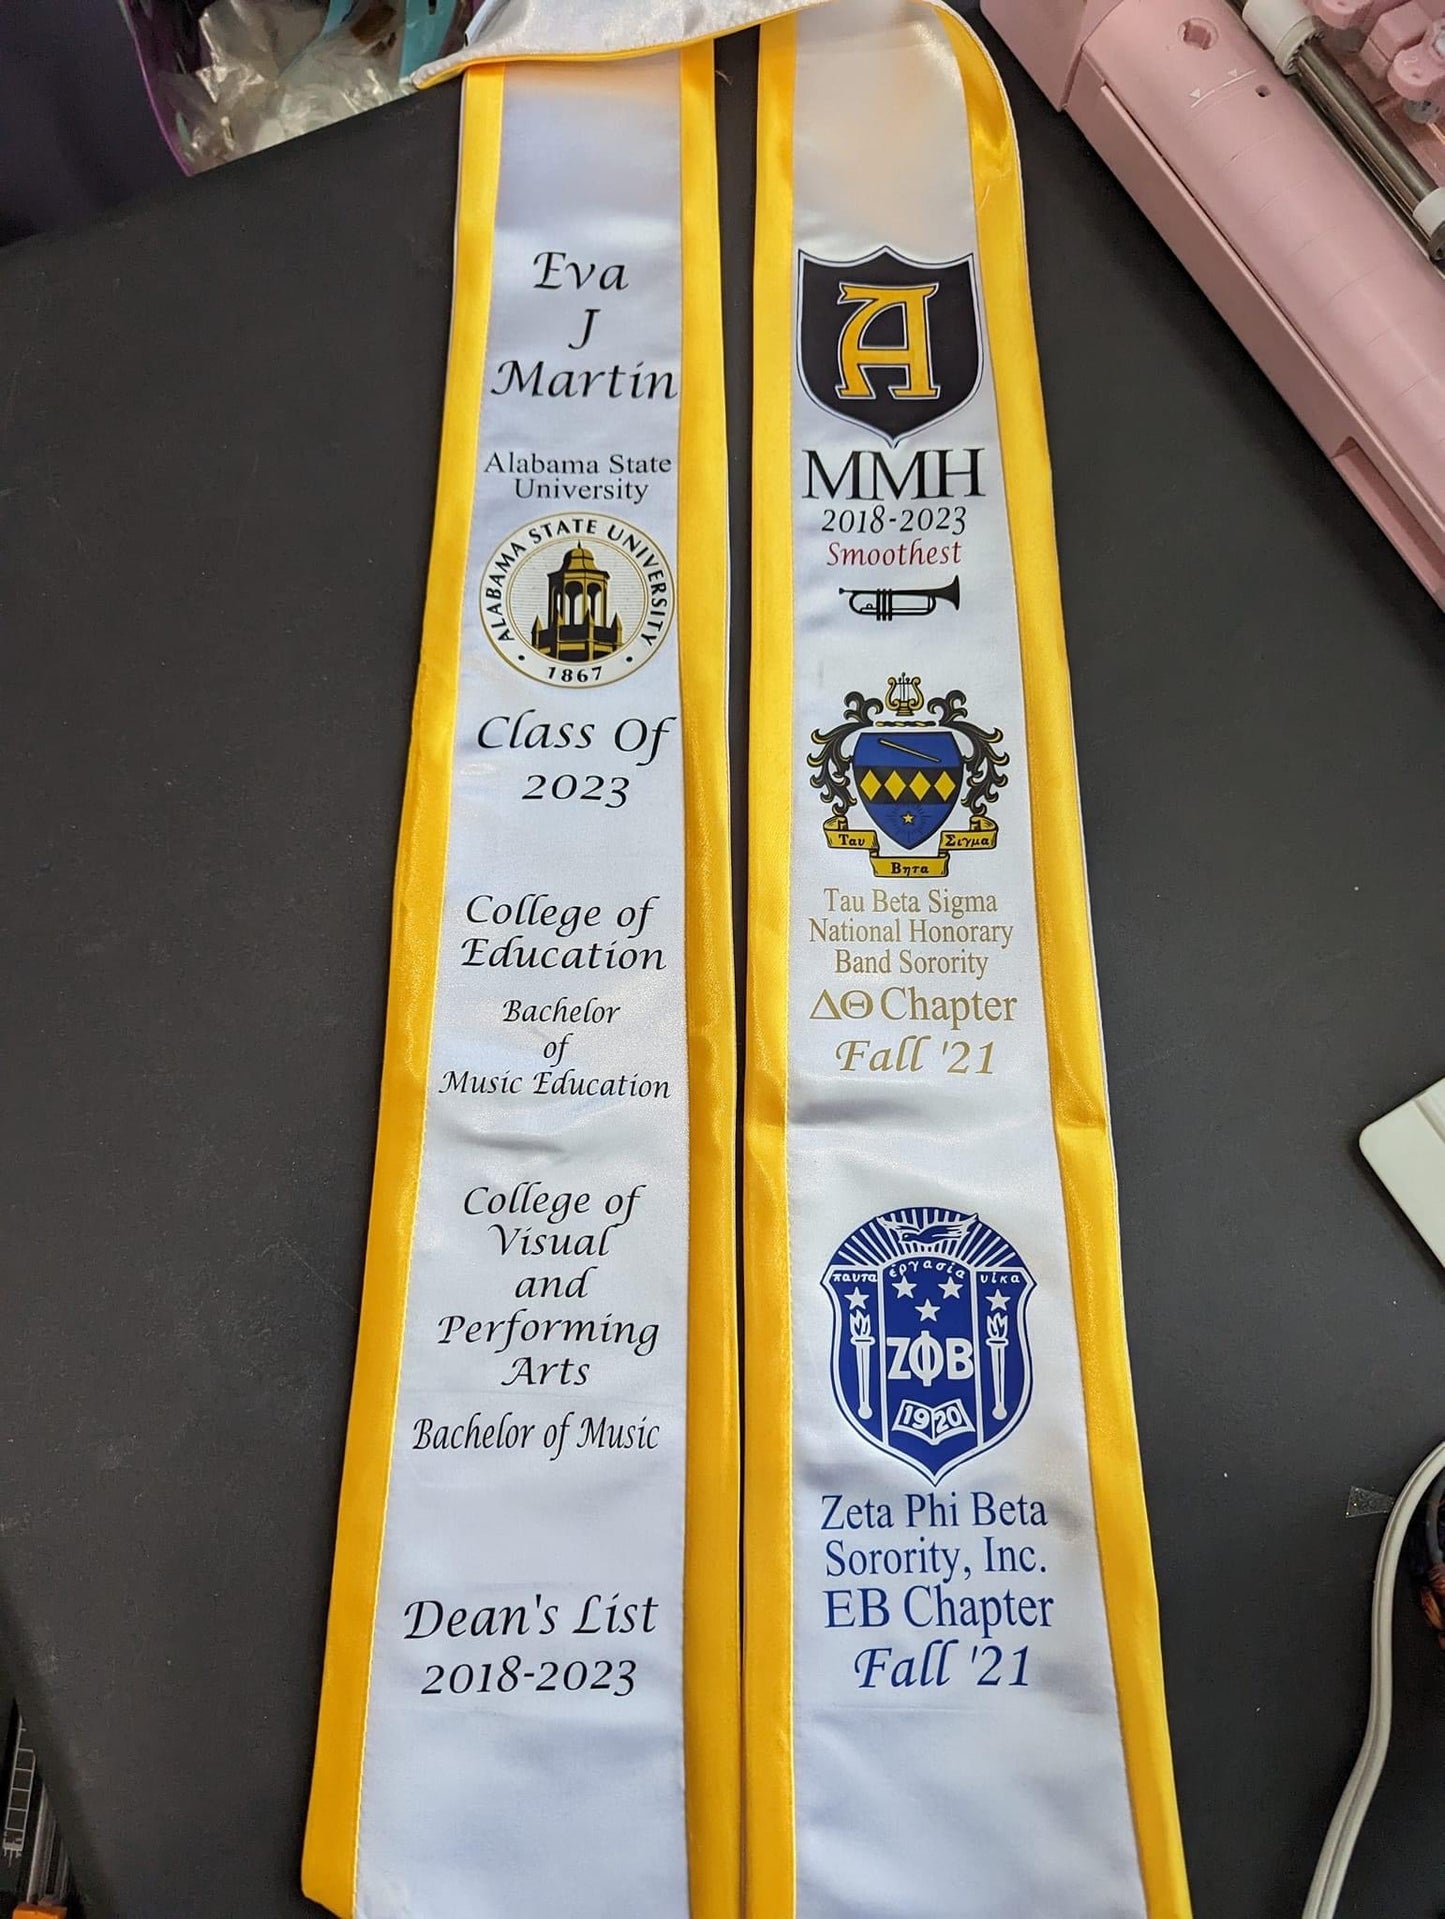 Eva
J
Martin
Alabama State
University
ALABAMA STATE UNIVERSITY
1867
Class Of
2023
College of
Education
Bachelor
of
Music Education
College of
Visual
and
Performing
Arts
Bachelor of Music
Dean's List
2018-2023
A
MMH
2018-2023
Smoothest
Ταυ
Βητα
Σιγμα
Tau Beta Sigma
National Honorary
Band Sorority
ΔΘ Chapter
Fall '21
παντα εργασία νίκα
ΖΦΒ
1920
Zeta Phi Beta
Sorority, Inc.
EB Chapter
Fall '21